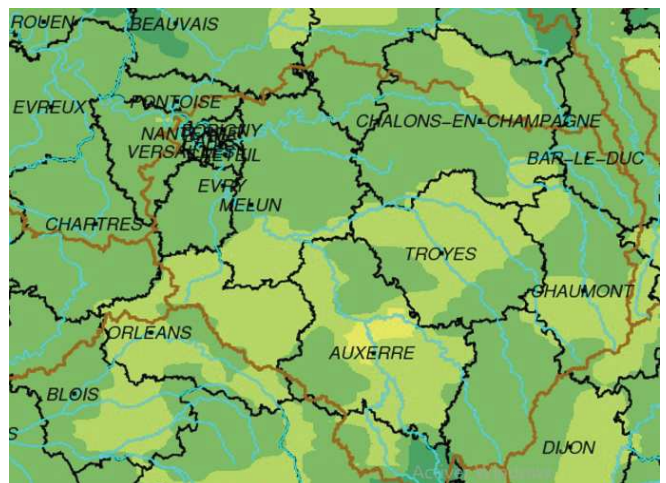 ROUEN
BEAUVAIS
EVREUX
PONTOISE
CHALONS-EN-CHAMPAGNE
BAR-LE-DUC
EVRY
MELUN
CHARTRES
TROYES
CHAUMONT
ORLEANS
AUXERRE
BLOIS
DIJON